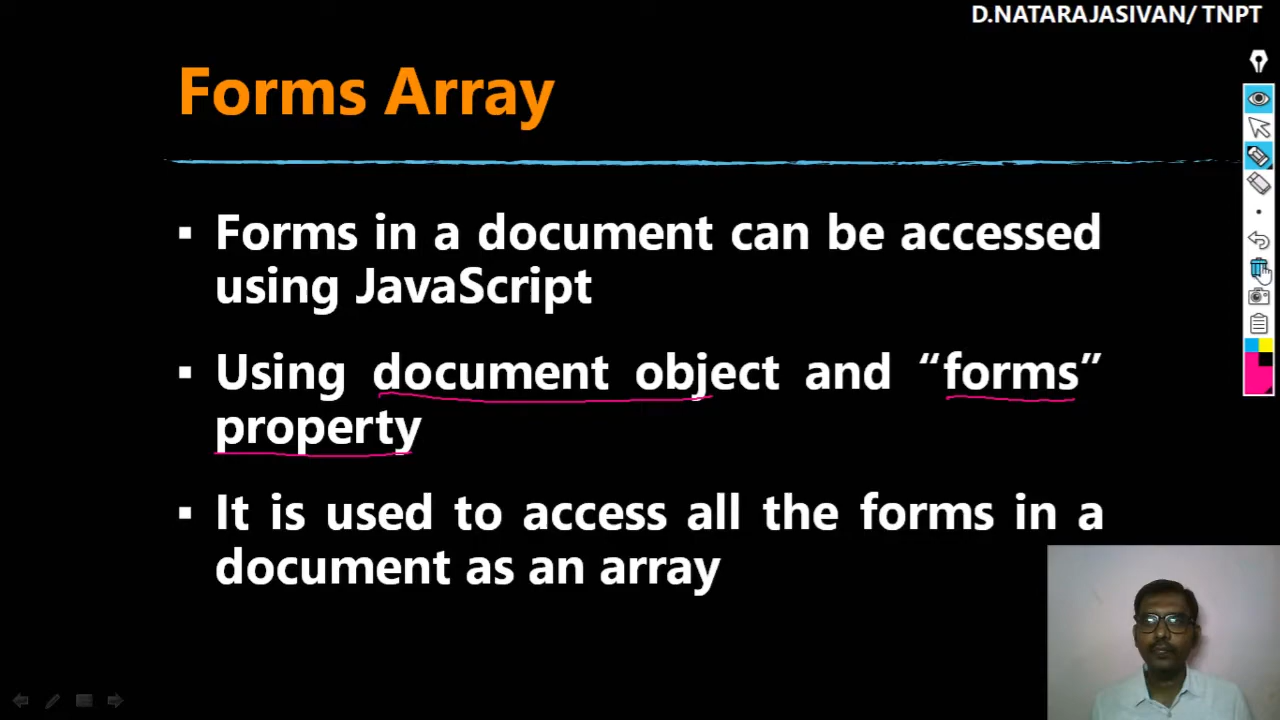 D.NATARAJASIVAN/ TNPT
Forms Array
▪ Forms in a document can be accessed
using JavaScript
▪ Using document object and “forms”
property
▪ It is used to access all the forms in a
document as an array